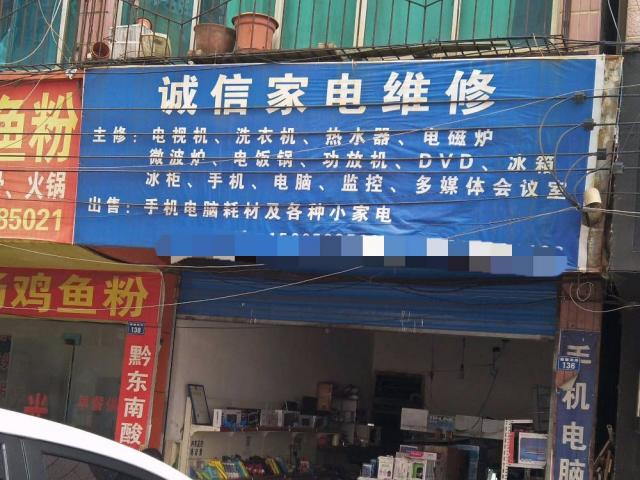 诚信家电维修
主修：电视机、洗衣机、热水器、电磁炉
微波炉、电饭锅、功放机、DVD、冰箱
冰柜、手机、电脑、监控、多媒体会议室
出售：手机电脑耗材及各种小家电
鱼粉
、火锅
85021
汤鸡鱼粉
138
黔东南酸
138
手机电脑